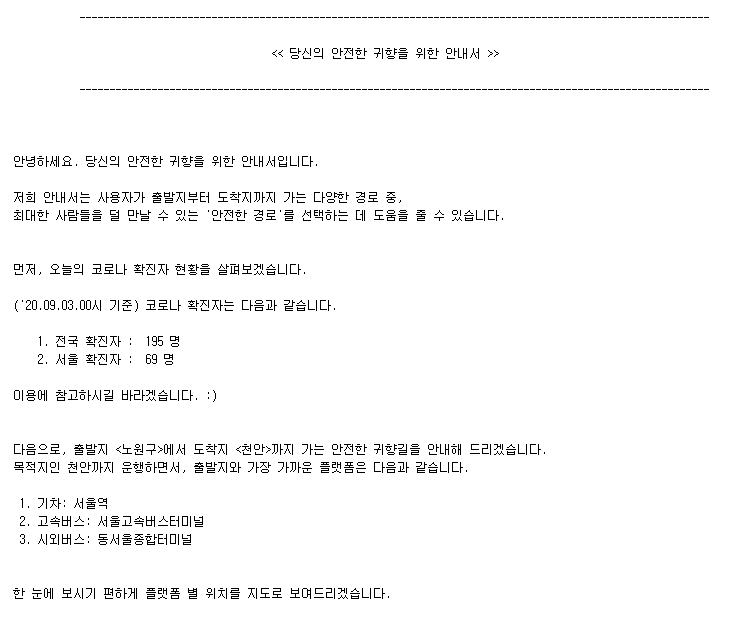 ------------------------------------------------------------------------------------------------------------
<< 당신의 안전한 귀향을 위한 안내서 >>
------------------------------------------------------------------------------------------------------------
안녕하세요. 당신의 안전한 귀향을 위한 안내서입니다.
저희 안내서는 사용자가 출발지부터 도착지까지 가는 다양한 경로 중,
최대한 사람들을 덜 만날 수 있는 '안전한 경로'를 선택하는 데 도움을 줄 수 있습니다.
먼저, 오늘의 코로나 확진자 현황을 살펴보겠습니다.
('20.09.03.00시 기준) 코로나 확진자는 다음과 같습니다.
1. 전국 확진자 : 195 명
2. 서울 확진자 : 69 명
이용에 참고하시길 바라겠습니다. :)
다음으로, 출발지 <노원구>에서 도착지 <천안>까지 가는 안전한 귀향길을 안내해 드리겠습니다.
목적지인 천안까지 운행하면서, 출발지와 가장 가까운 플랫폼은 다음과 같습니다.
1. 기차: 서울역
2. 고속버스: 서울고속버스터미널
3. 시외버스: 동서울종합터미널
한 눈에 보시기 편하게 플랫폼 별 위치를 지도로 보여드리겠습니다.